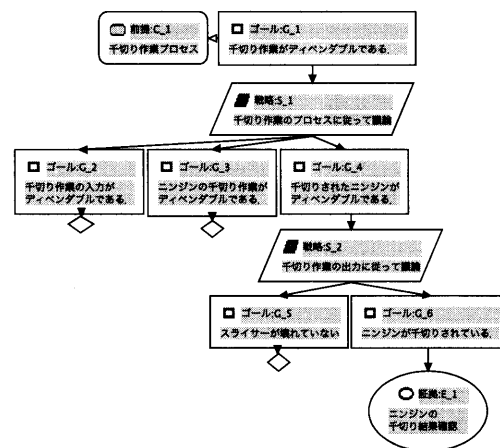 前提:C_1
千切り作業プロセス
ゴール:G_1
千切り作業がディペンダブルである.
戦略:S_1
千切り作業のプロセスに従って議論
ゴール:G_2
千切り作業の入力が
ディペンダブルである.
ゴール:G_3
ニンジンの千切り作業が
ディペンダブルである.
ゴール:G_4
千切りされたニンジンが
ディペンダブルである.
戦略:S_2
千切り作業の出力に従って議論
ゴール:G_5
スライサーが壊れていない
ゴール:G_6
ニンジンが千切りされている.
証拠:E_1
ニンジンの
千切り結果確認